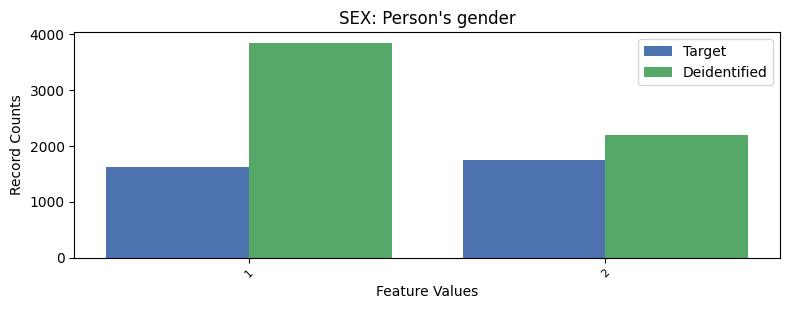 SEX: Person's gender
Target
Deidentified
4000
3000
2000
1000
0
Record Counts
1
2
Feature Values